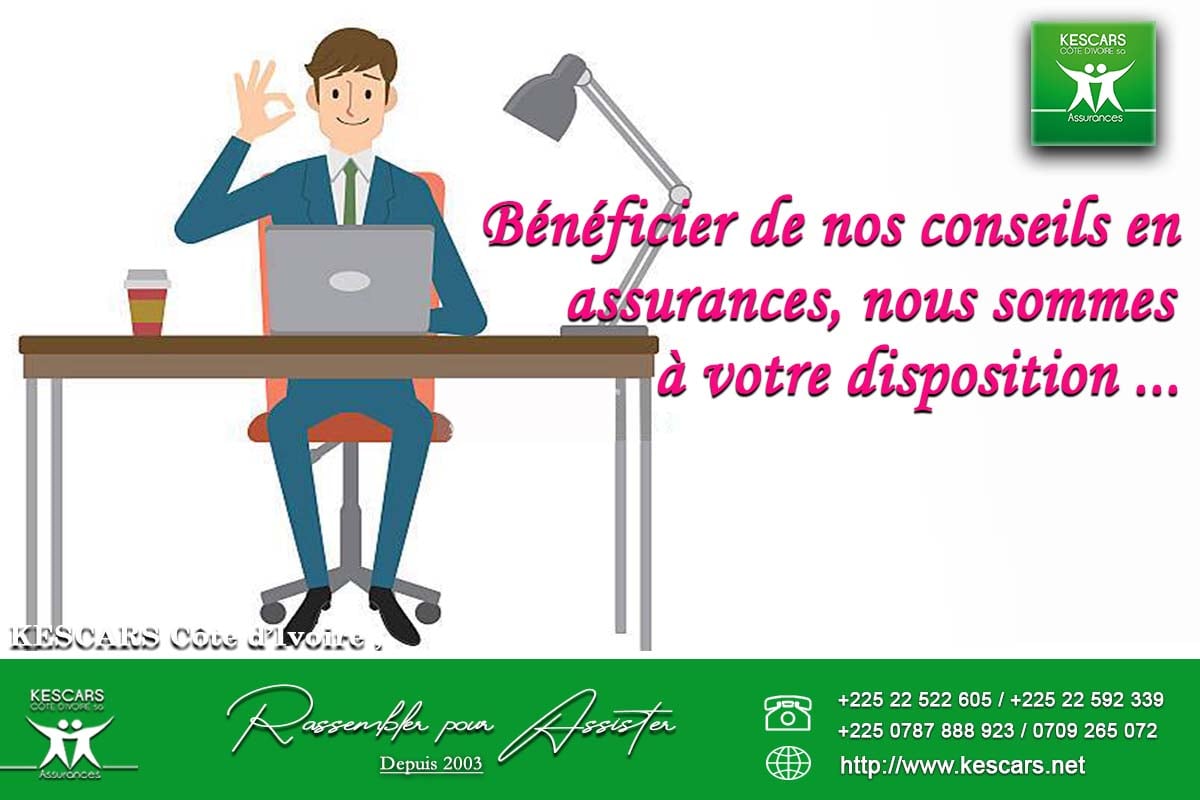 KESCARS
CÔTE D'IVOIRE sa
Assurances
Bénéficier de nos conseils en
assurances, nous sommes
à votre disposition ...
KESCARS Côte d'Ivoire ,
KESCARS
CÔTE D'IVOIRE sa
Assurances
Rassembler pour Assister
Depuis 2003
+225 22 522 605 / +225 22 592 339
+225 0787 888 923 / 0709 265 072
http://www.kescars.net